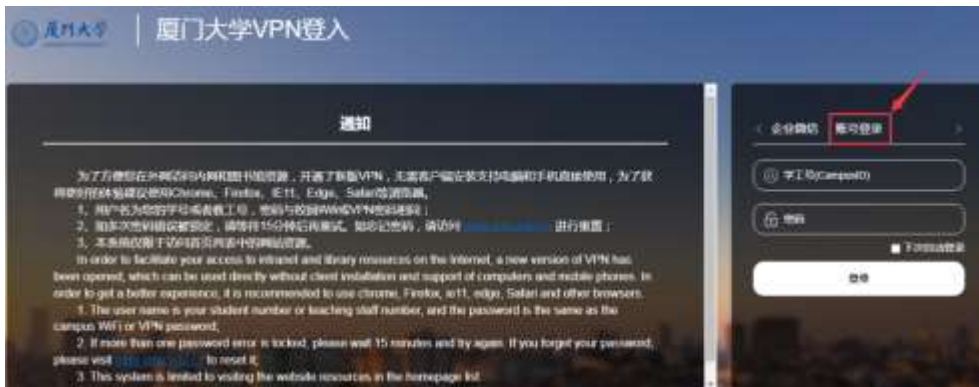 厦门大学
厦门大学VPN登入
通知
为了方便您在外网访问内网和图书馆资源，开通了新版VPN，无需客户端安装支持电脑和手机直接使用，为了获
得更好的体验建议使用Chrome、Firefox、IE11、Edge、Safari等浏览器。
1、用户名为您的学号或者教工号，密码与校园Wifi或VPN密码相同；
2、如多次密码错误被锁定，请等待15分钟后再重试。如忘记密码，请访问 进行重置；
3、本系统仅限于访问首页列表中的网站资源。
In order to facilitate your access to intranet and library resources on the Internet, a new version of VPN has
been opened, which can be used directly without client installation and support of computers and mobile phones. In
order to get a better experience, it is recommended to use chrome, Firefox, ie11, edge, Safari and other browsers.
1. The user name is your student number or teaching staff number, and the password is the same as the
campus WiFi or VPN password;
2. If more than one password error is locked, please wait 15 minutes and try again. If you forget your password,
please visit to reset it;
3. This system is limited to visiting the website resources in the homepage list.
企业微信 账号登录
学工号(CampusID)
密码
下次自动登录
登录